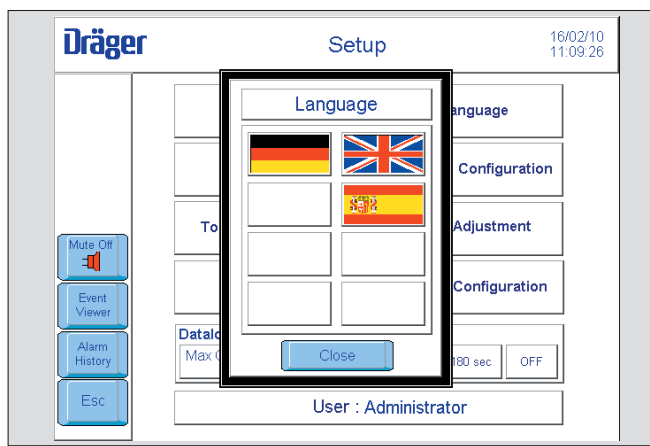 Dräger
Setup
16/02/10
11:09:26
Language
anguage
Configuration
To
Adjustment
Configuration
Mute Off
Event
Viewer
Alarm
History
Esc
Datalo
Max
180 sec
OFF
Close
User : Administrator